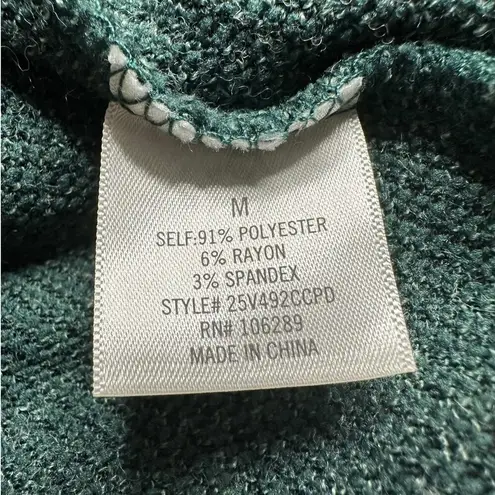 M
SELF:91% POLYESTER
6% RAYON
3% SPANDEX
STYLE# 25V492CCPD
RN# 106289
MADE IN CHINA